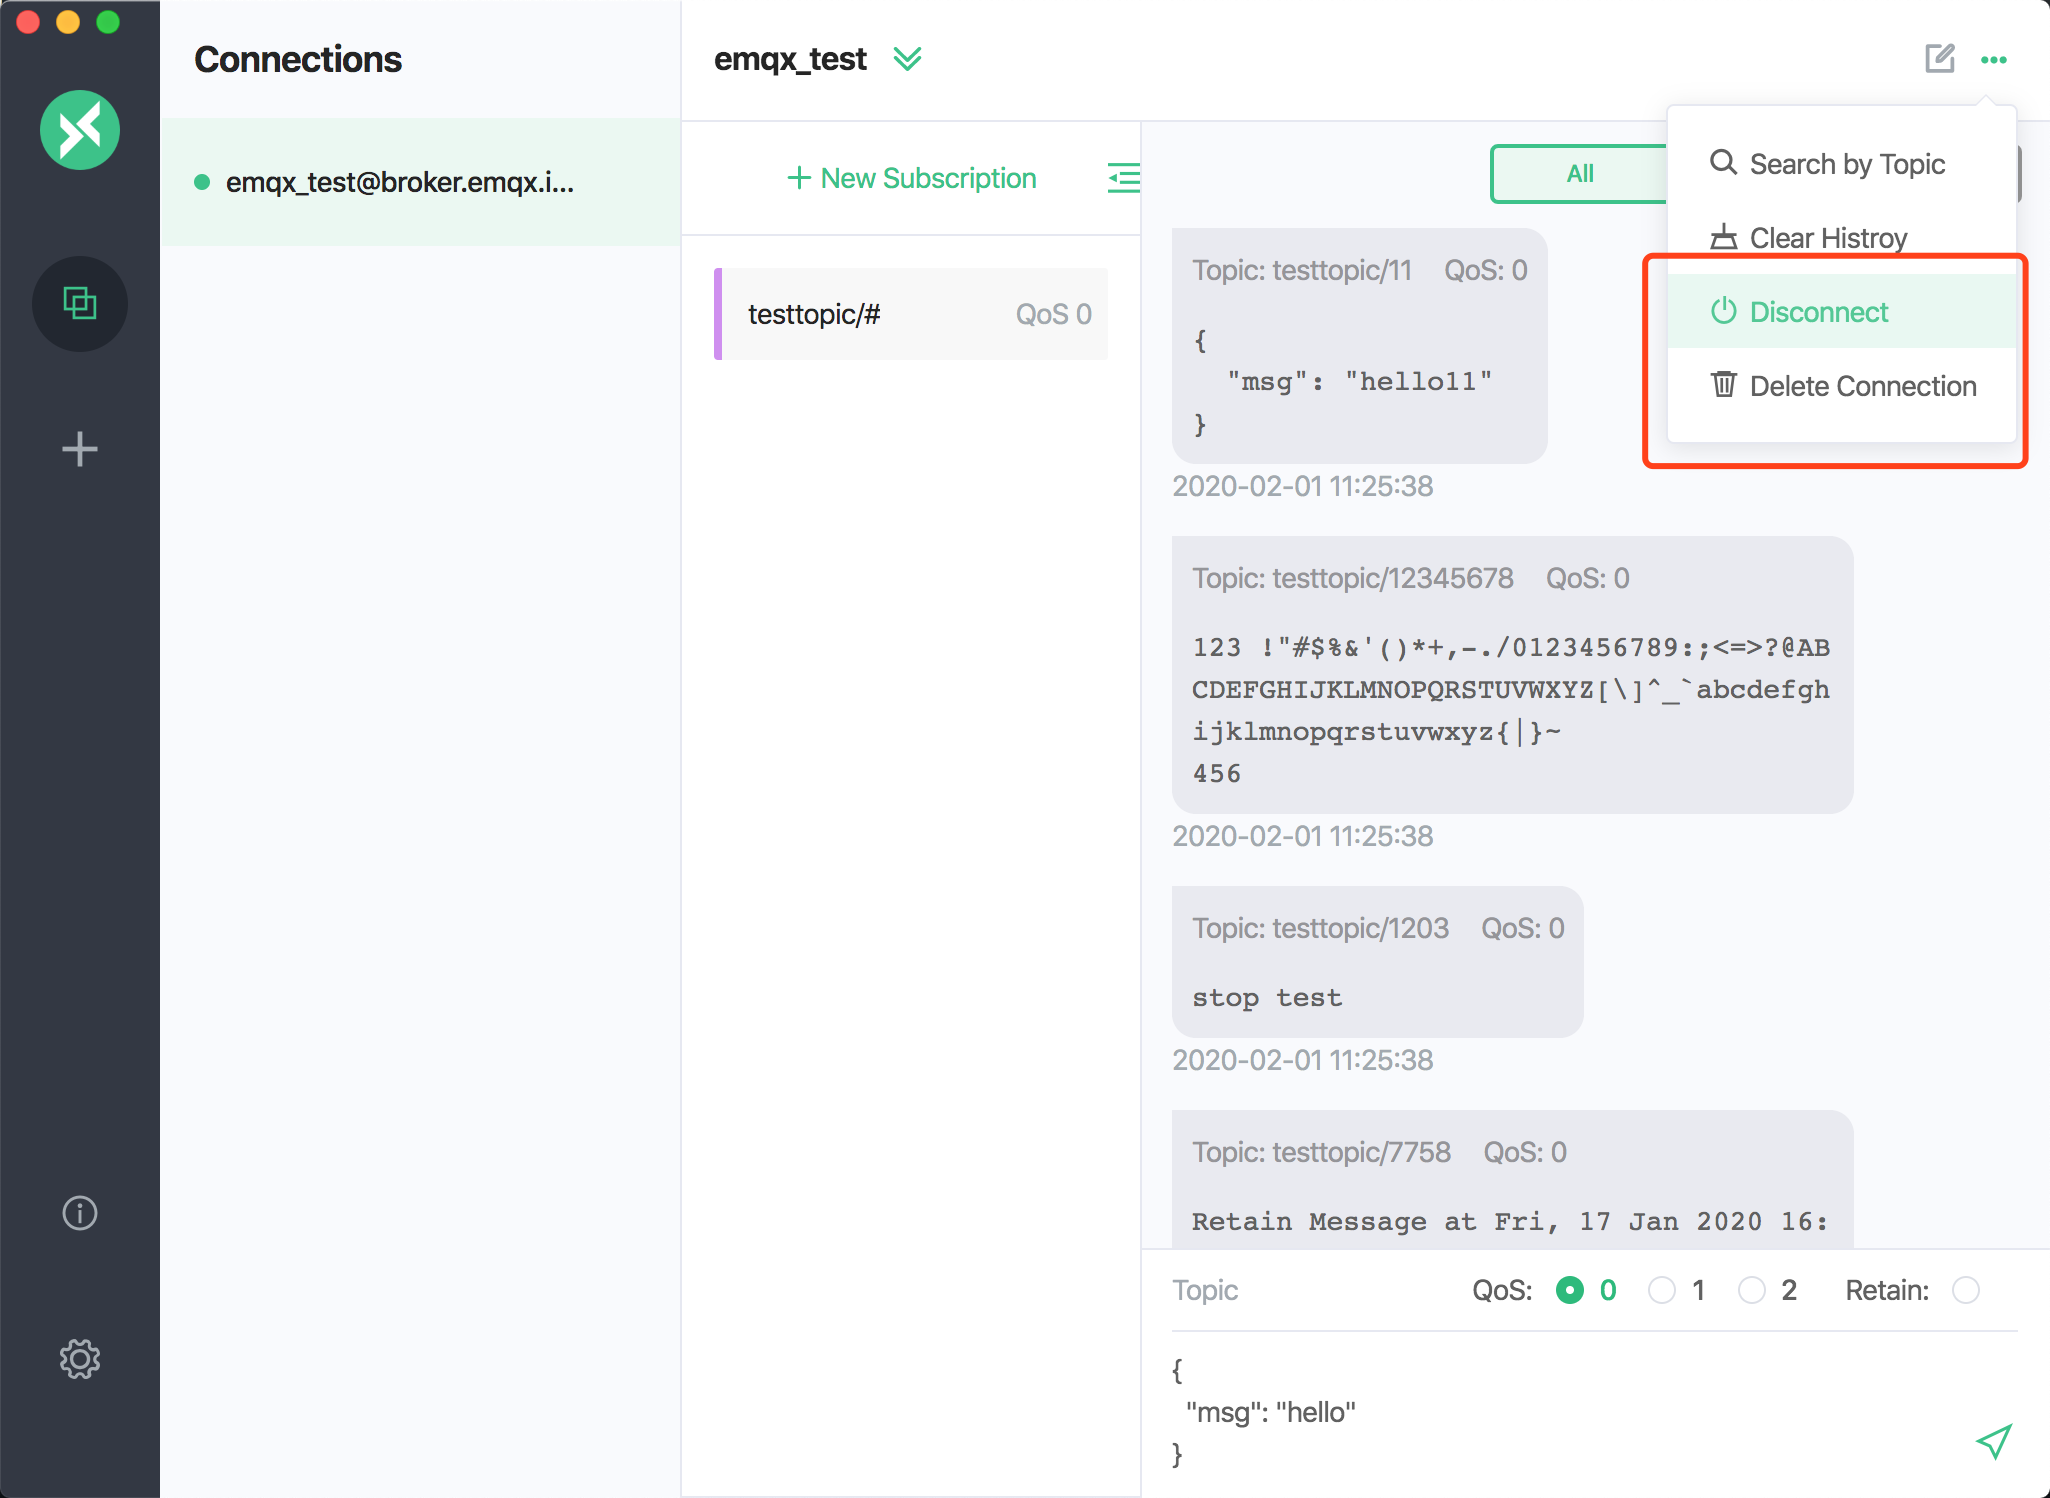 Connections
emqx_test@broker.emqx.i...
emqx_test
+ New Subscription
testtopic/# QoS 0
All
Search by Topic
Clear Histroy
Disconnect
Delete Connection
Topic: testtopic/11 QoS: 0
{
"msg": "hello11"
}
2020-02-01 11:25:38
Topic: testtopic/12345678 QoS: 0
123 !"#$%&'()*+,-./0123456789:;<=>?@AB
CDEFGHIJKLMNOPQRSTUVWXYZ[\]^_`abcdefgh
ijklmnopqrstuvwxyz{|}~
456
2020-02-01 11:25:38
Topic: testtopic/1203 QoS: 0
stop test
2020-02-01 11:25:38
Topic: testtopic/7758 QoS: 0
Retain Message at Fri, 17 Jan 2020 16:
Topic QoS: 0 1 2 Retain:
{
"msg": "hello"
}